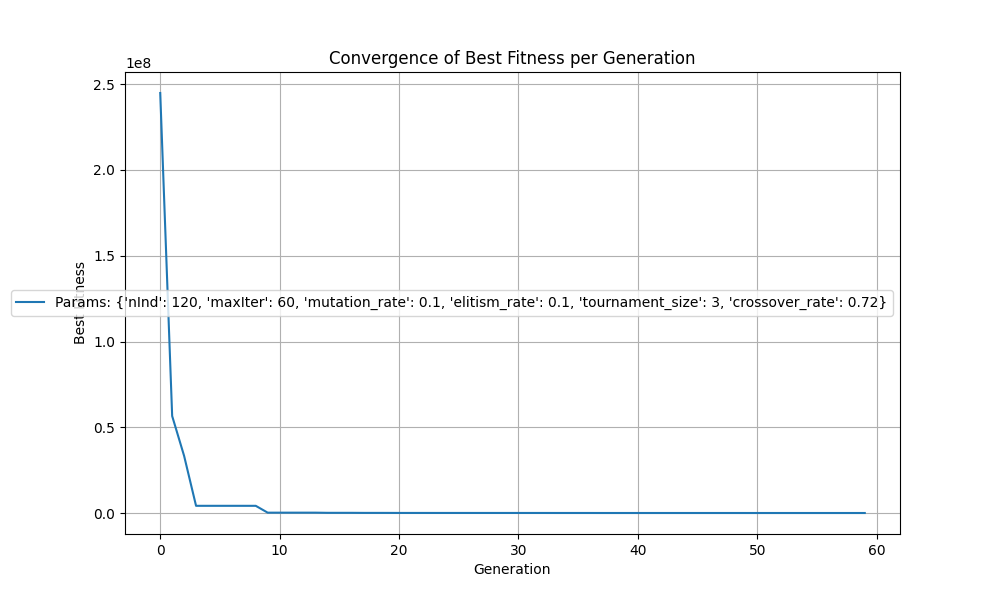 Convergence of Best Fitness per Generation
1e8
2.5
2.0
1.5
1.0
0.5
0.0
Best Fitness
Params: {'nInd': 120, 'maxIter': 60, 'mutation_rate': 0.1, 'elitism_rate': 0.1, 'tournament_size': 3, 'crossover_rate': 0.72}
0 10 20 30 40 50 60
Generation